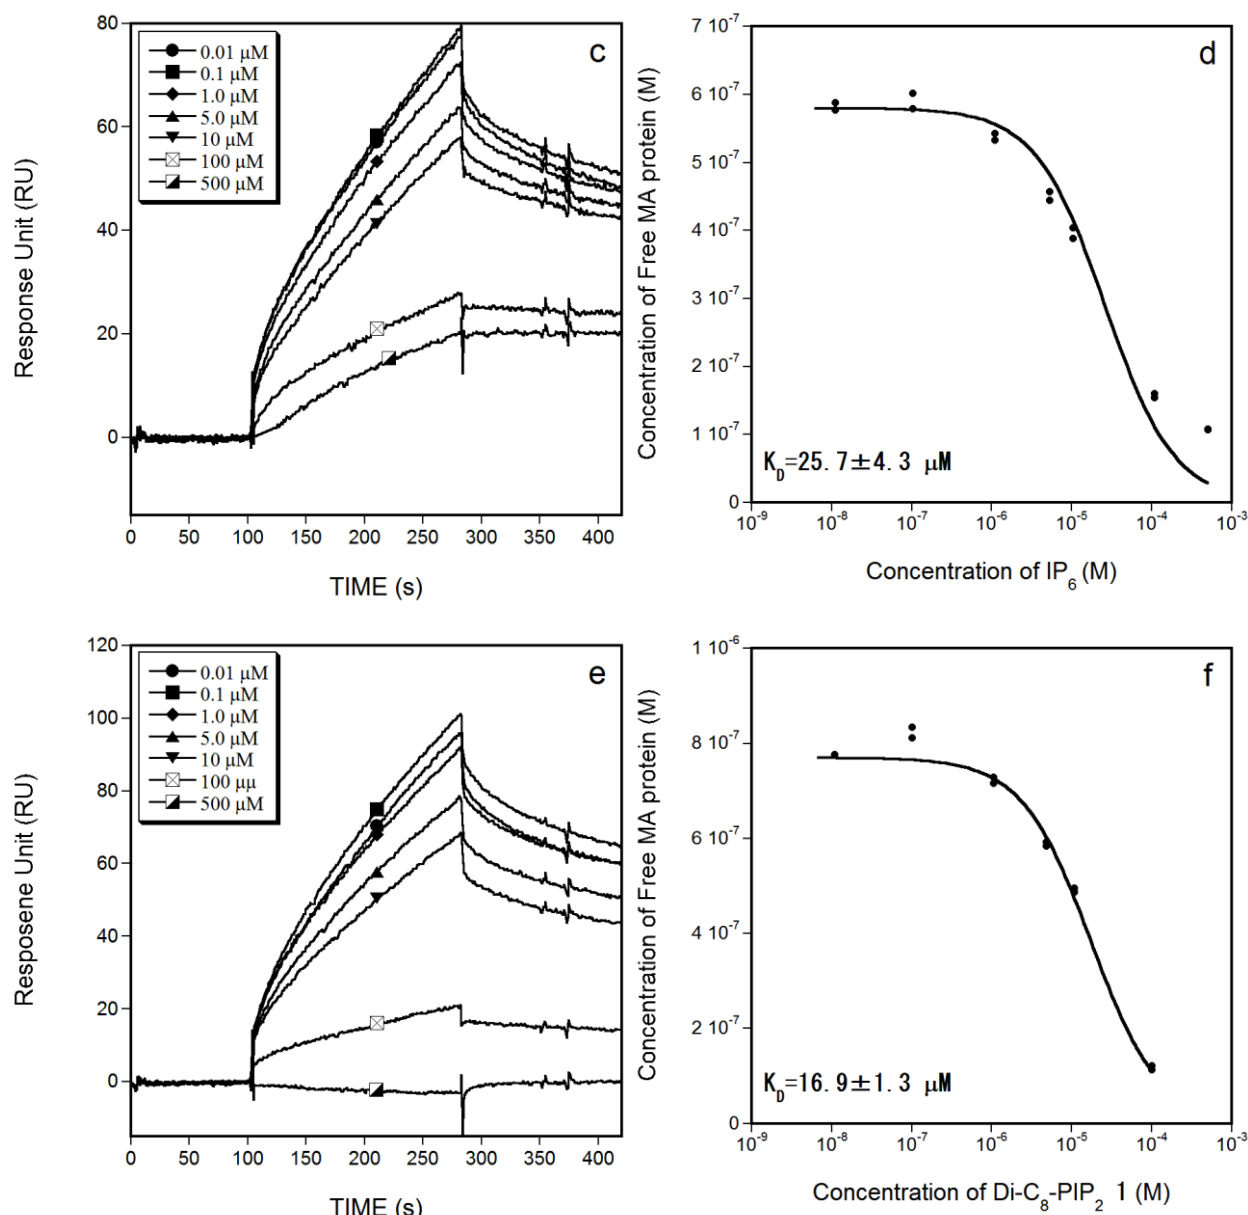 c
0.01 μM
0.1 μM
1.0 μM
5.0 μM
10 μM
100 μM
500 μM
Response Unit (RU)
80
60
40
20
0
0 50 100 150 200 250 300 350 400
TIME (s)
d
Concentration of Free MA protein (M)
7 10⁻⁷
6 10⁻⁷
5 10⁻⁷
4 10⁻⁷
3 10⁻⁷
2 10⁻⁷
1 10⁻⁷
0
K_D=25.7±4.3 μM
10⁻⁹ 10⁻⁸ 10⁻⁷ 10⁻⁶ 10⁻⁵ 10⁻⁴ 10⁻³
Concentration of IP₆ (M)
e
0.01 μM
0.1 μM
1.0 μM
5.0 μM
10 μM
100 μμ
500 μM
Resposene Unit (RU)
120
100
80
60
40
20
0
0 50 100 150 200 250 300 350 400
TIME (s)
f
Concentration of Free MA protein (M)
1 10⁻⁶
8 10⁻⁷
6 10⁻⁷
4 10⁻⁷
2 10⁻⁷
0
K_D=16.9±1.3 μM
10⁻⁹ 10⁻⁸ 10⁻⁷ 10⁻⁶ 10⁻⁵ 10⁻⁴ 10⁻³
Concentration of Di-C₈-PIP₂ 1 (M)